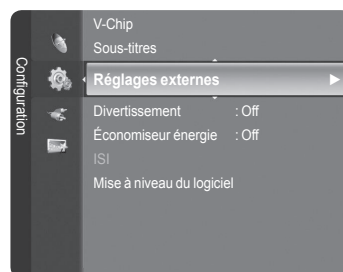 Configuration
V-Chip
Sous-titres
Réglages externes
Divertissement : Off
Économiseur énergie : Off
ISI
Mise à niveau du logiciel